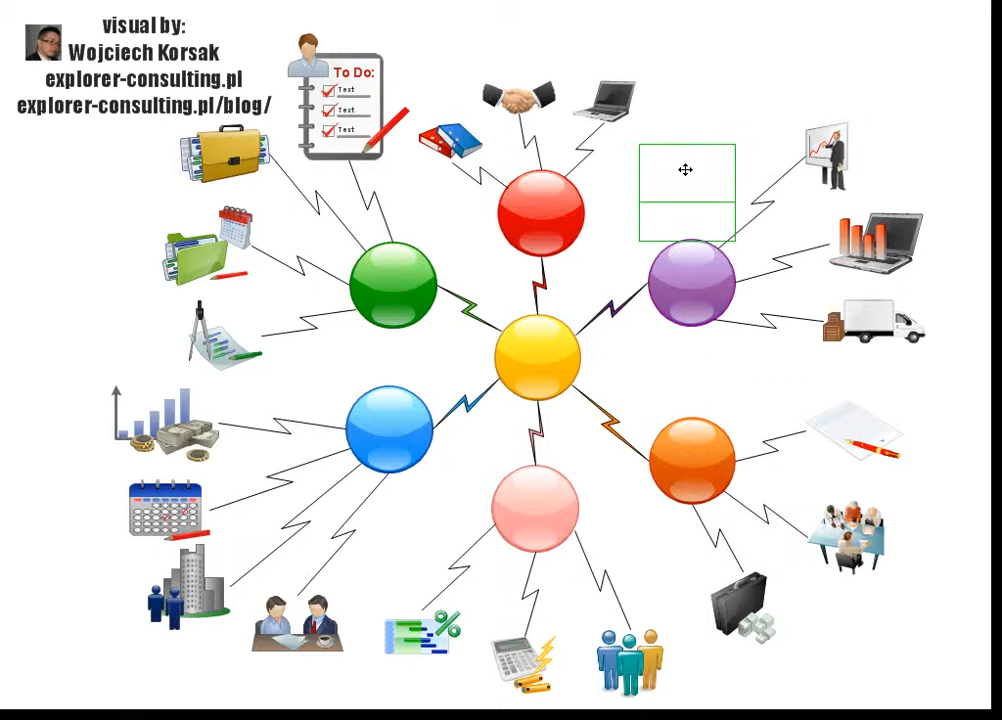 visual by:
Wojciech Korsak
explorer-consulting.pl
explorer-consulting.pl/blog/
To Do:
Test
Test
Test
%